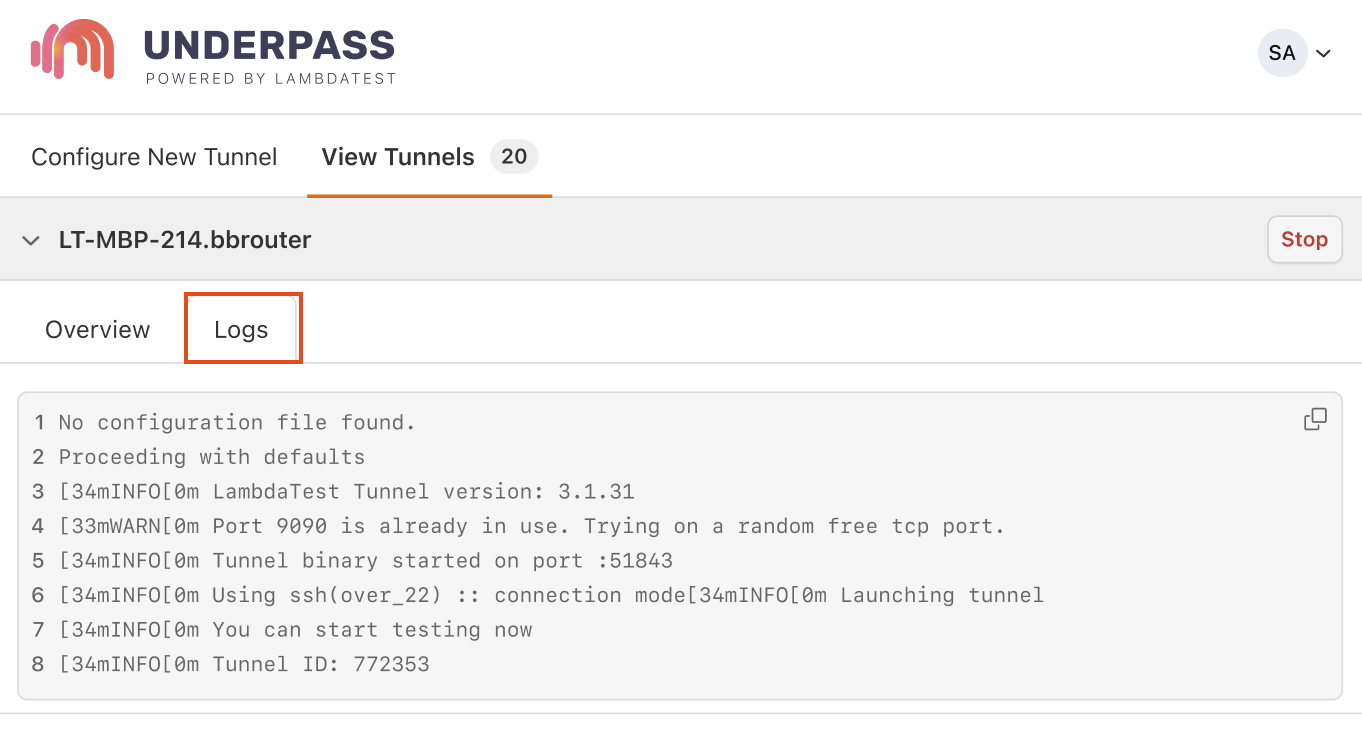 UNDERPASS
POWERED BY LAMBDATEST
SA
Configure New Tunnel View Tunnels 20
LT-MBP-214.bbrouter Stop
Overview Logs
1 No configuration file found.
2 Proceeding with defaults
3 [34mINFO[0m LambdaTest Tunnel version: 3.1.31
4 [33mWARN[0m Port 9090 is already in use. Trying on a random free tcp port.
5 [34mINFO[0m Tunnel binary started on port :51843
6 [34mINFO[0m Using ssh(over_22) :: connection mode[34mINFO[0m Launching tunnel
7 [34mINFO[0m You can start testing now
8 [34mINFO[0m Tunnel ID: 772353